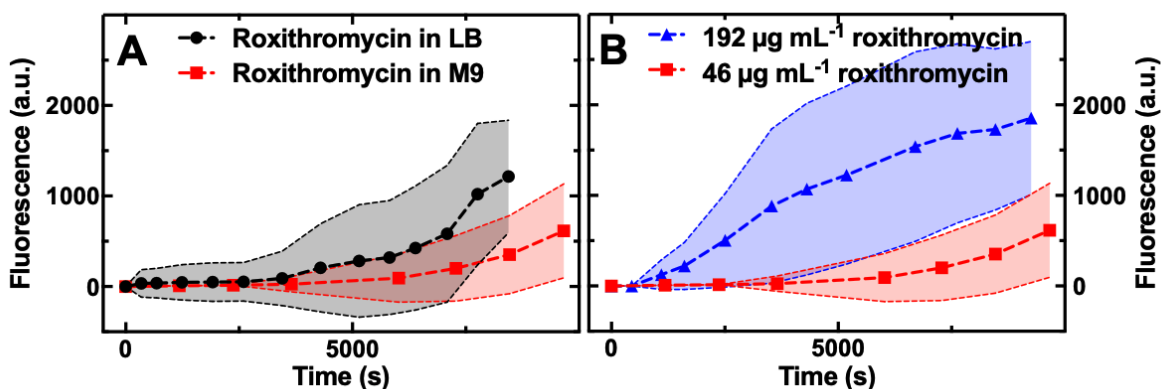 A
Roxithromycin in LB
Roxithromycin in M9
Fluorescence (a.u.)
2000
1000
0
0
5000
Time (s)
B
192 µg mL⁻¹ roxithromycin
46 µg mL⁻¹ roxithromycin
Fluorescence (a.u.)
2000
1000
0
0
5000
Time (s)